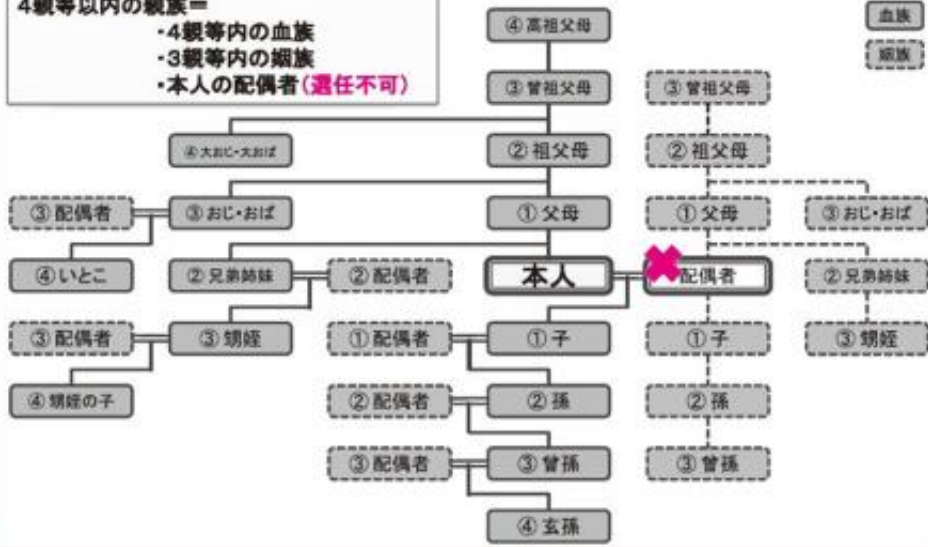 4親等以内の親族＝
・4親等内の血族
・3親等内の姻族
・本人の配偶者(選任不可)
血族
姻族
④高祖父母
③曾祖父母
③曾祖父母
④大おじ・大おば
②祖父母
②祖父母
③配偶者
③おじ・おば
①父母
①父母
③おじ・おば
④いとこ
②兄弟姉妹
②配偶者
本人
配偶者
②兄弟姉妹
③配偶者
③甥姪
①配偶者
①子
①子
③甥姪
④甥姪の子
②配偶者
②孫
②孫
③配偶者
③曾孫
③曾孫
④玄孫